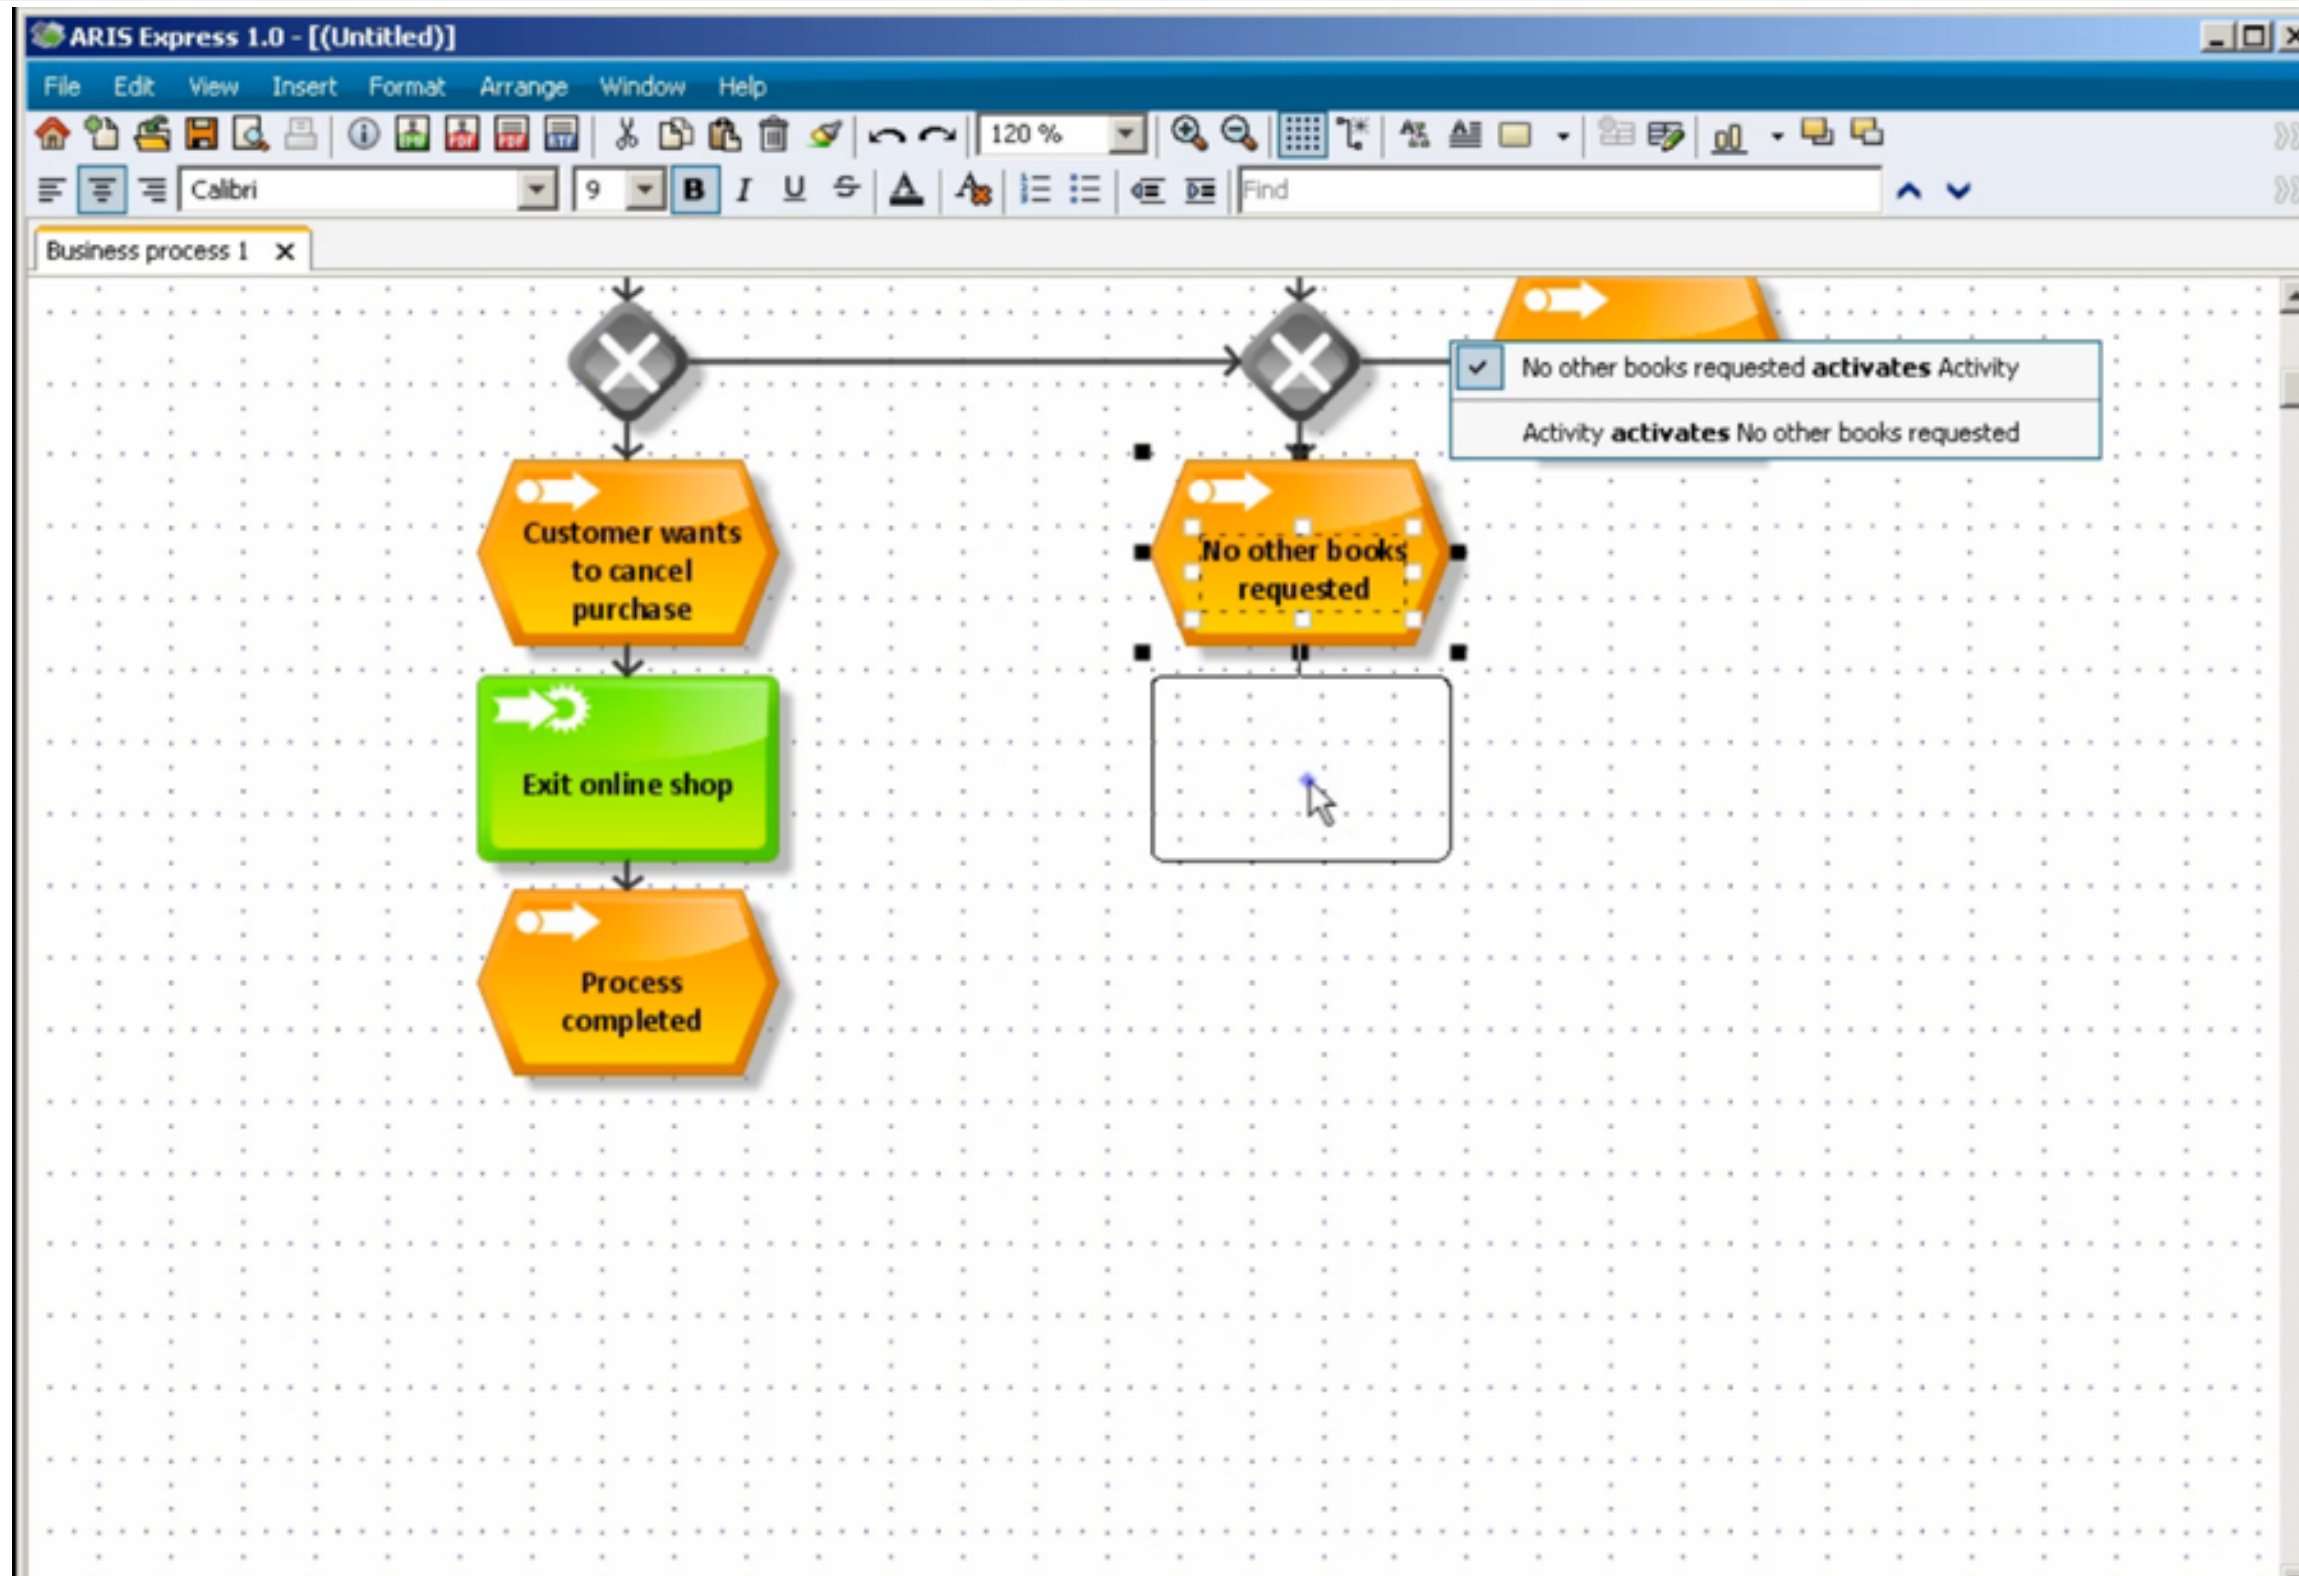 ARIS Express 1.0 - [(Untitled)]
File Edit View Insert Format Arrange Window Help
120 %
Calibri 9 B I U S A Find
Business process 1
No other books requested activates Activity
Activity activates No other books requested
Customer wants
to cancel
purchase
No other books
requested
Exit online shop
Process
completed